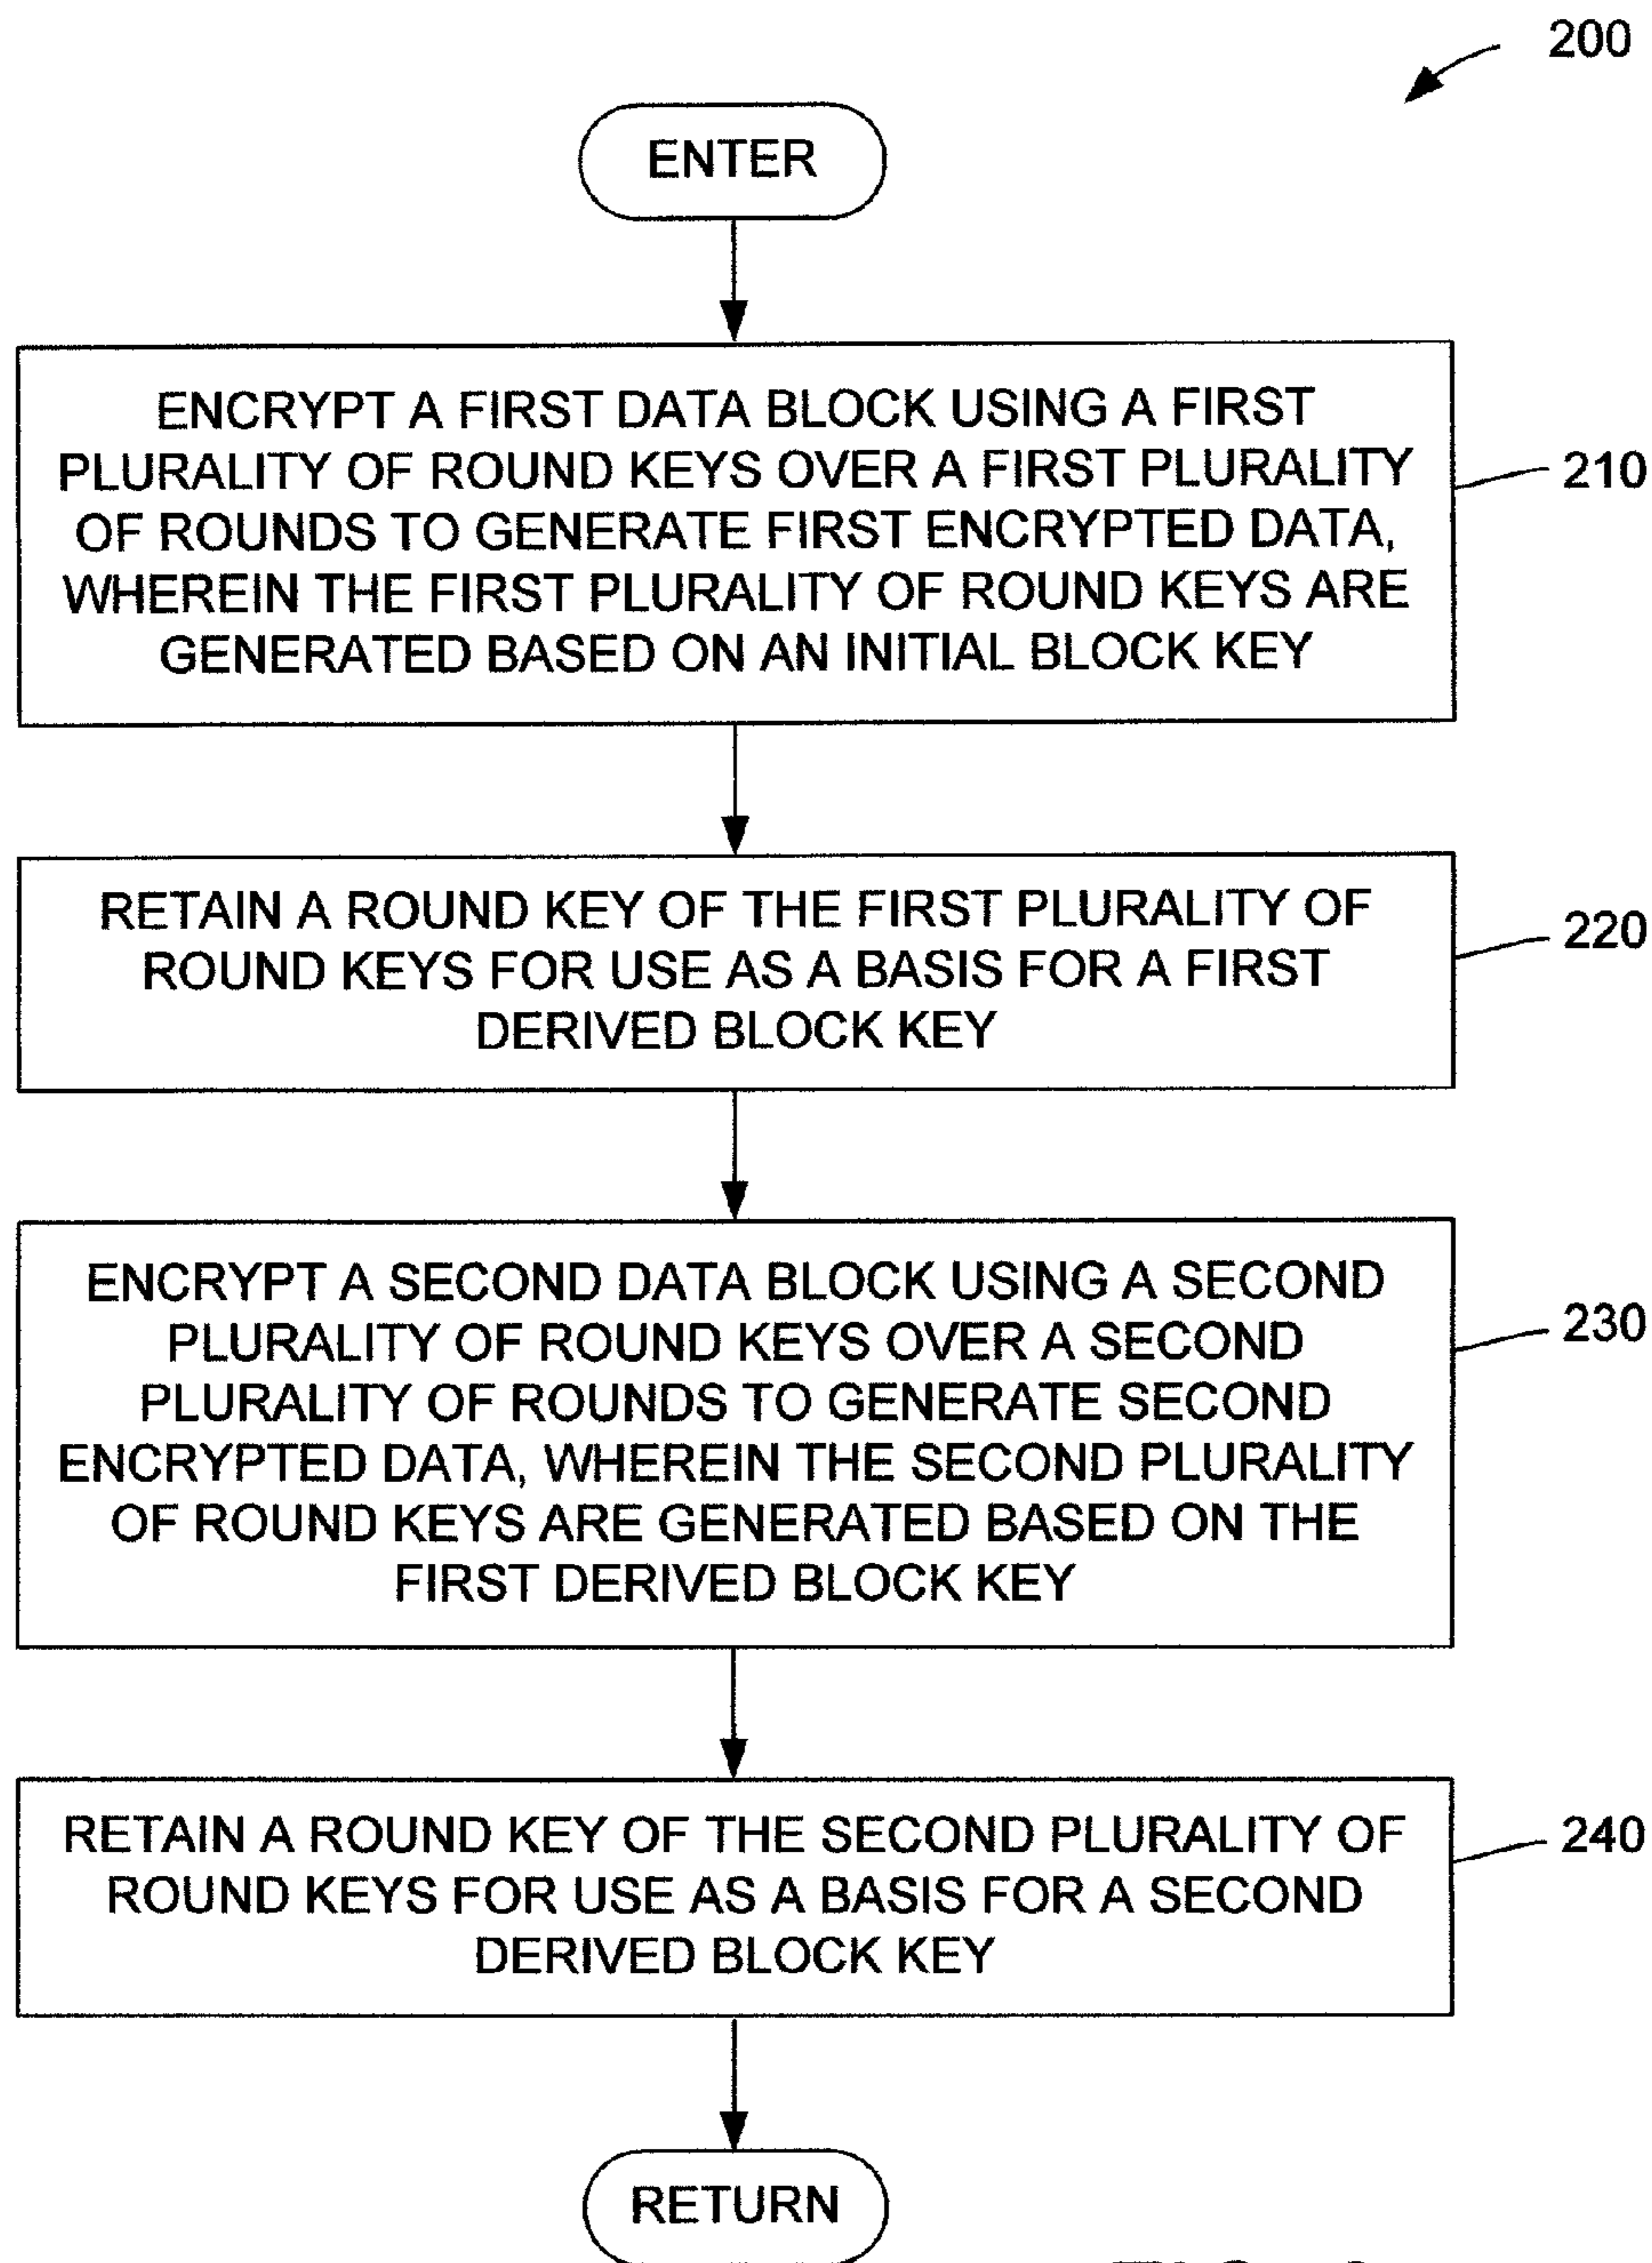 200
ENTER
ENCRYPT A FIRST DATA BLOCK USING A FIRST
PLURALITY OF ROUND KEYS OVER A FIRST PLURALITY
OF ROUNDS TO GENERATE FIRST ENCRYPTED DATA,
WHEREIN THE FIRST PLURALITY OF ROUND KEYS ARE
GENERATED BASED ON AN INITIAL BLOCK KEY
210
RETAIN A ROUND KEY OF THE FIRST PLURALITY OF
ROUND KEYS FOR USE AS A BASIS FOR A FIRST
DERIVED BLOCK KEY
220
ENCRYPT A SECOND DATA BLOCK USING A SECOND
PLURALITY OF ROUND KEYS OVER A SECOND
PLURALITY OF ROUNDS TO GENERATE SECOND
ENCRYPTED DATA, WHEREIN THE SECOND PLURALITY
OF ROUND KEYS ARE GENERATED BASED ON THE
FIRST DERIVED BLOCK KEY
230
RETAIN A ROUND KEY OF THE SECOND PLURALITY OF
ROUND KEYS FOR USE AS A BASIS FOR A SECOND
DERIVED BLOCK KEY
240
RETURN